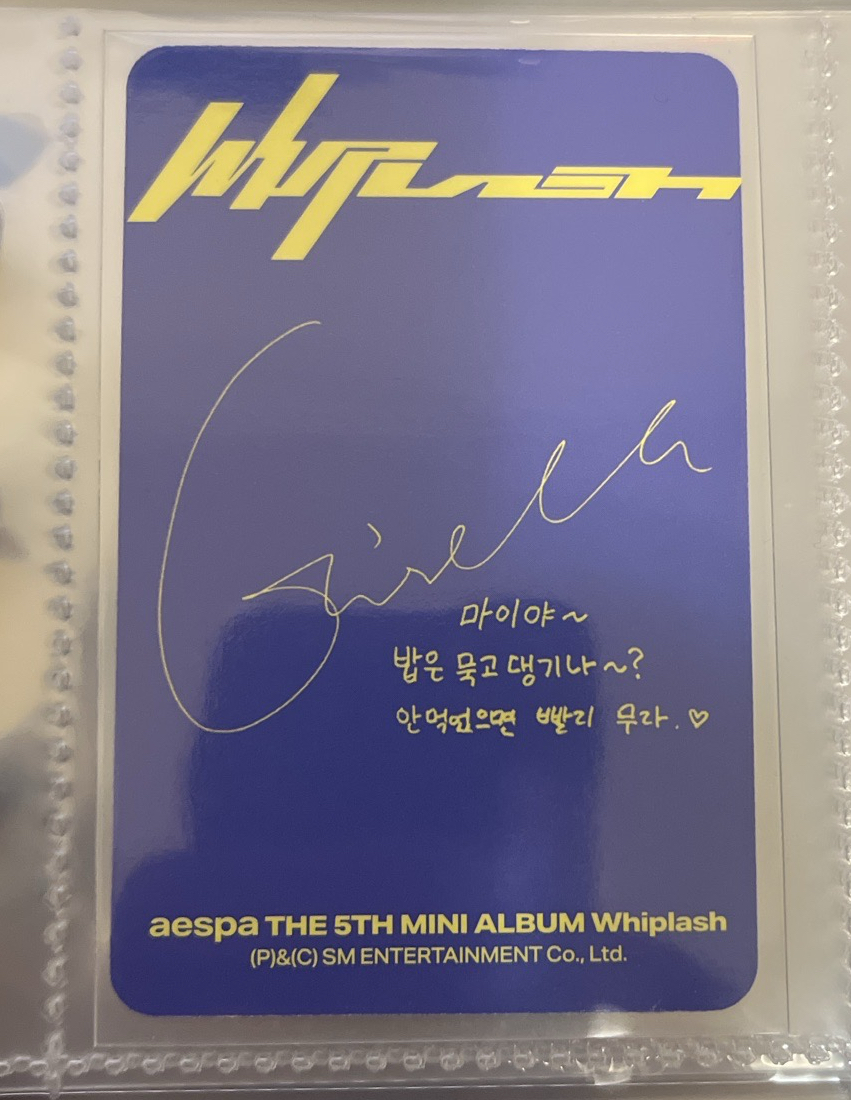 Whiplash
Giselle
마이야~
밥은 묵고 댕기나~?
안 먹었으면 빨리 무라.♡
aespa THE 5TH MINI ALBUM Whiplash
(P)&(C) SM ENTERTAINMENT Co., Ltd.